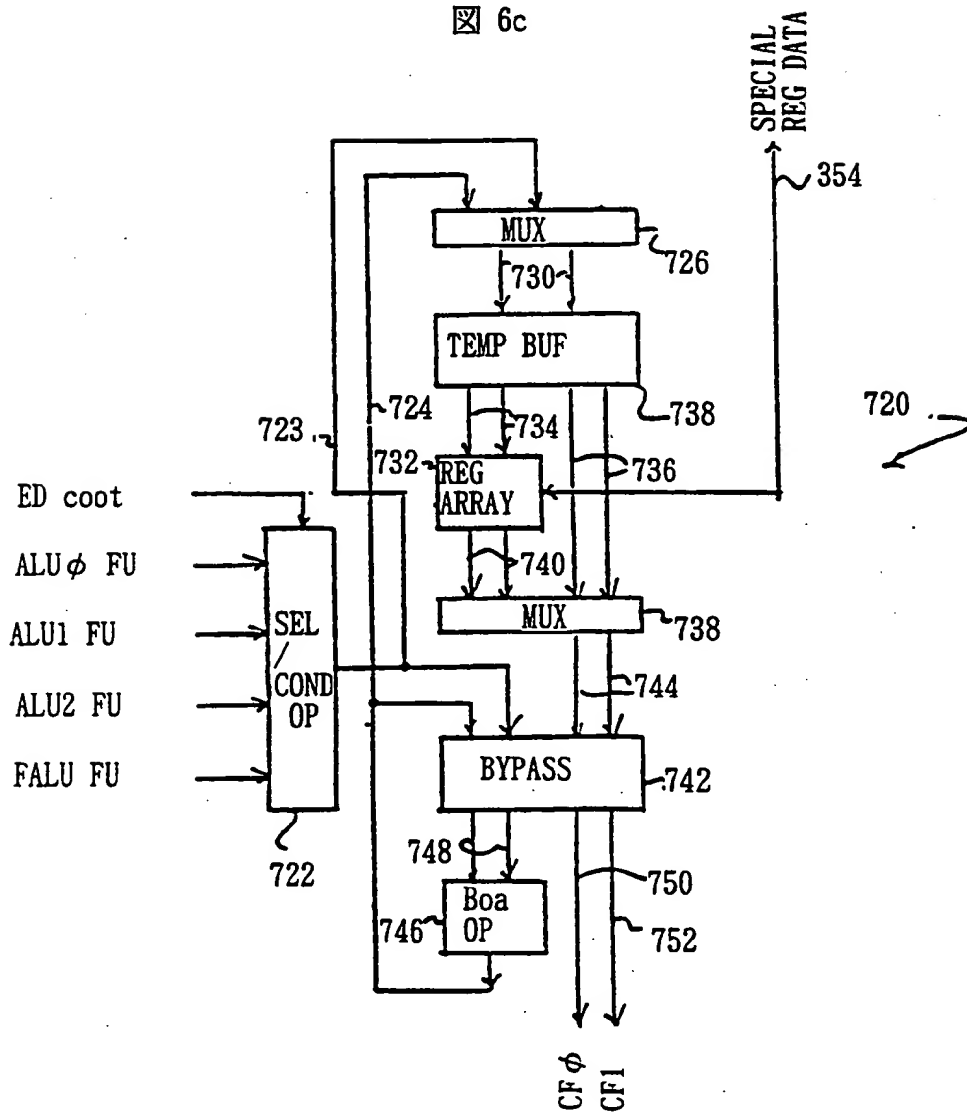 図 6c
SPECIAL
REG DATA
354
MUX
726
730
TEMP BUF
738
720
723
724
734
732
REG
ARRAY
736
ED coot
ALUφ FU
740
MUX
738
ALU1 FU
SEL
/
COND
OP
744
ALU2 FU
BYPASS
742
FALU FU
748
722
750
746
Boa
OP
752
CFφ
CF1